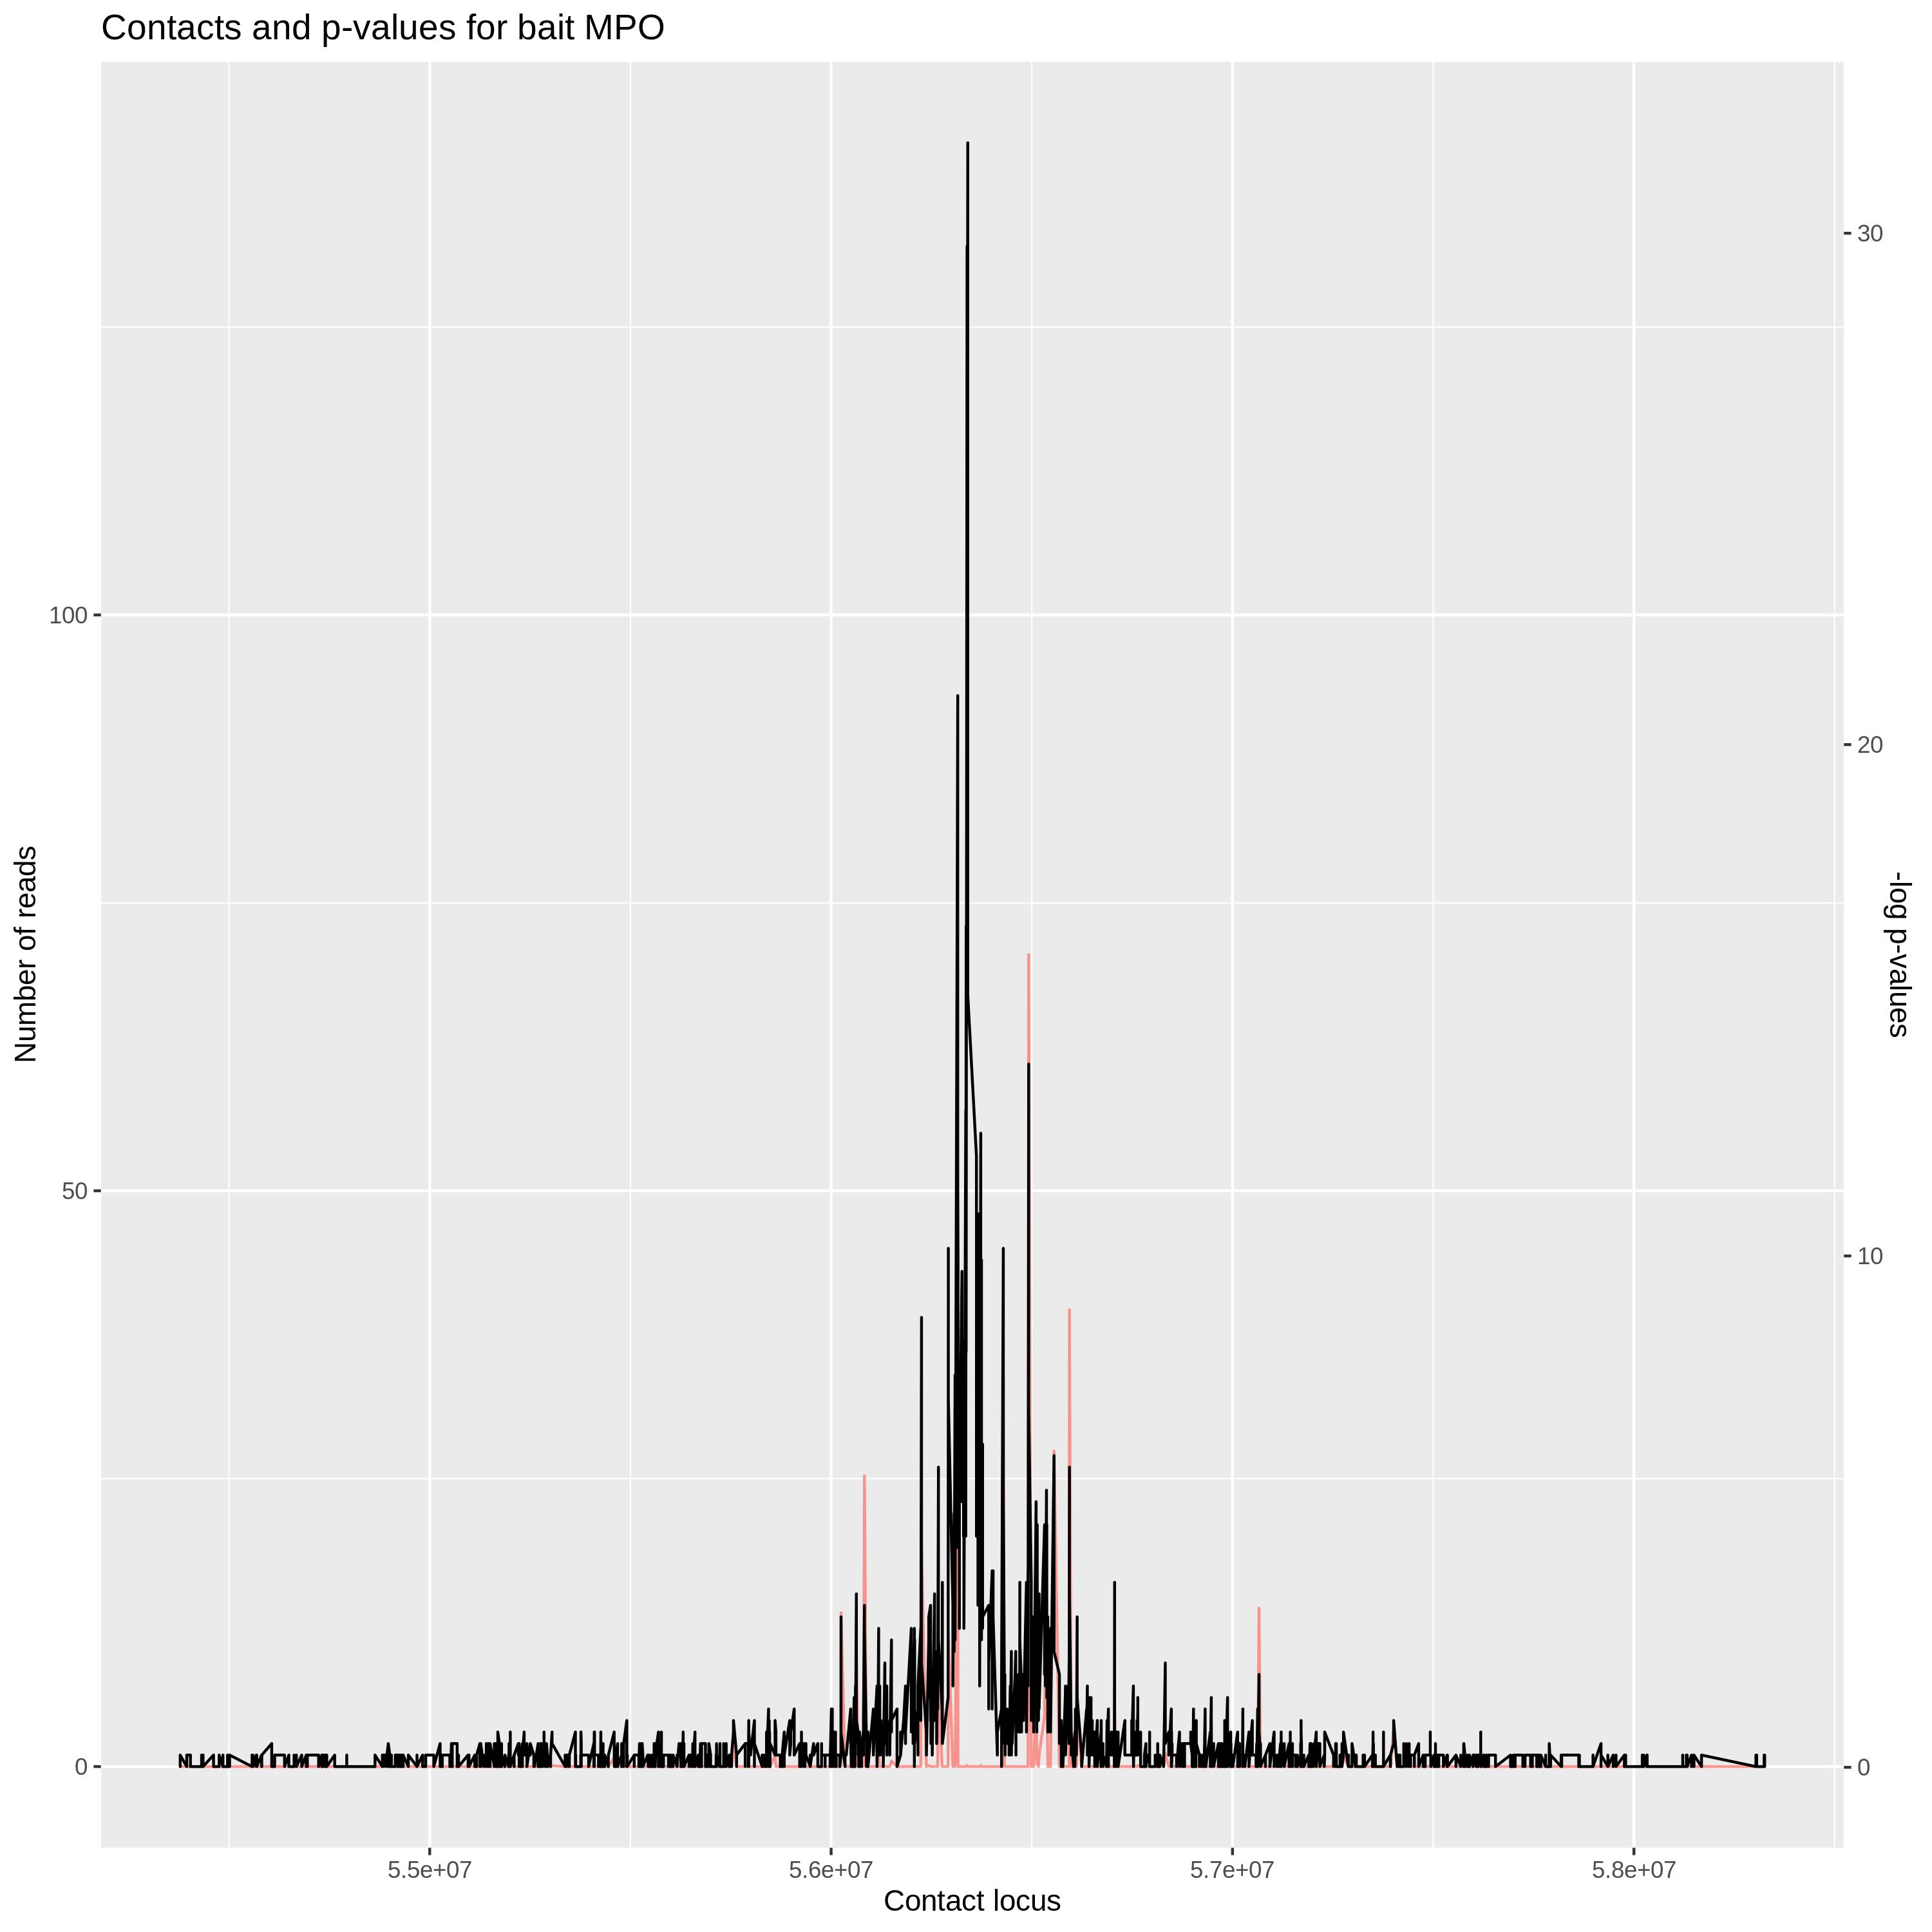 Contacts and p-values for bait MPO
Number of reads
100
50
0
30
20
10
0
-log p-values
5.5e+07
5.6e+07
5.7e+07
5.8e+07
Contact locus